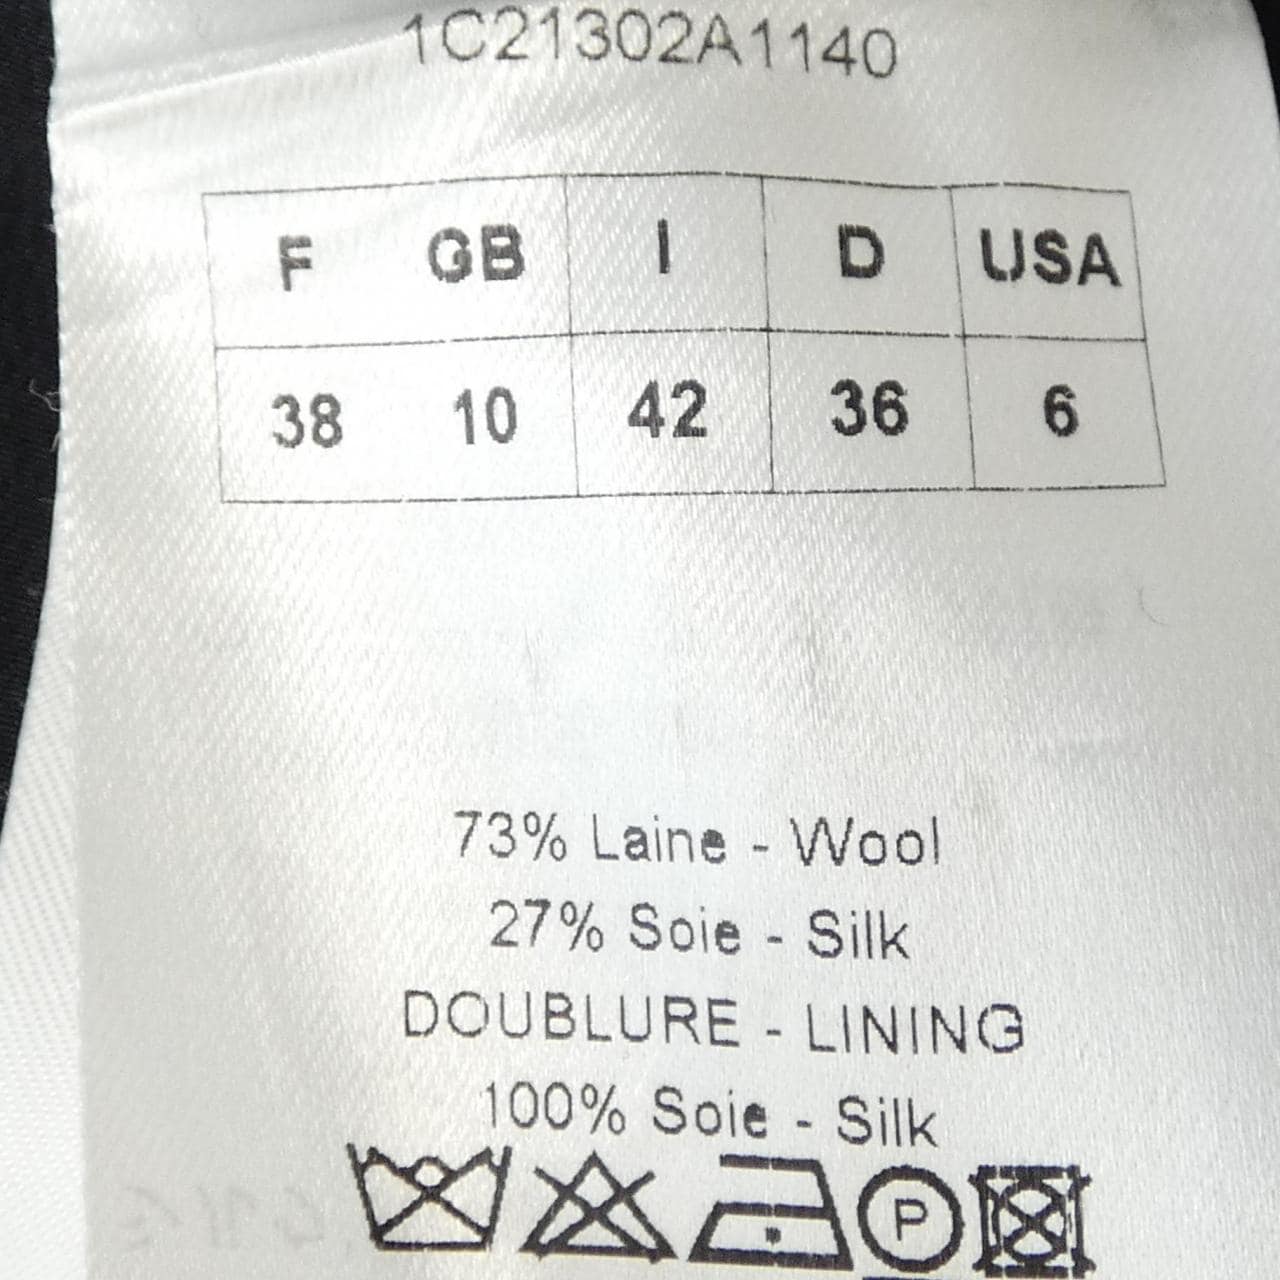 1C21302A1140
F GB I D USA
38 10 42 36 6
73% Laine - Wool
27% Soie - Silk
DOUBLURE - LINING
100% Soie - Silk
P